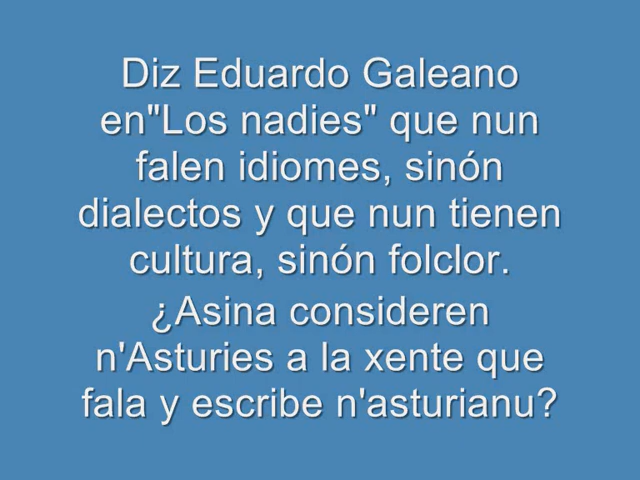 Diz Eduardo Galeano
en"Los nadies" que nun
falen idiomes, sinón
dialectos y que nun tienen
cultura, sinón folclor.
¿Asina consideren
n'Asturies a la xente que
fala y escribe n'asturianu?